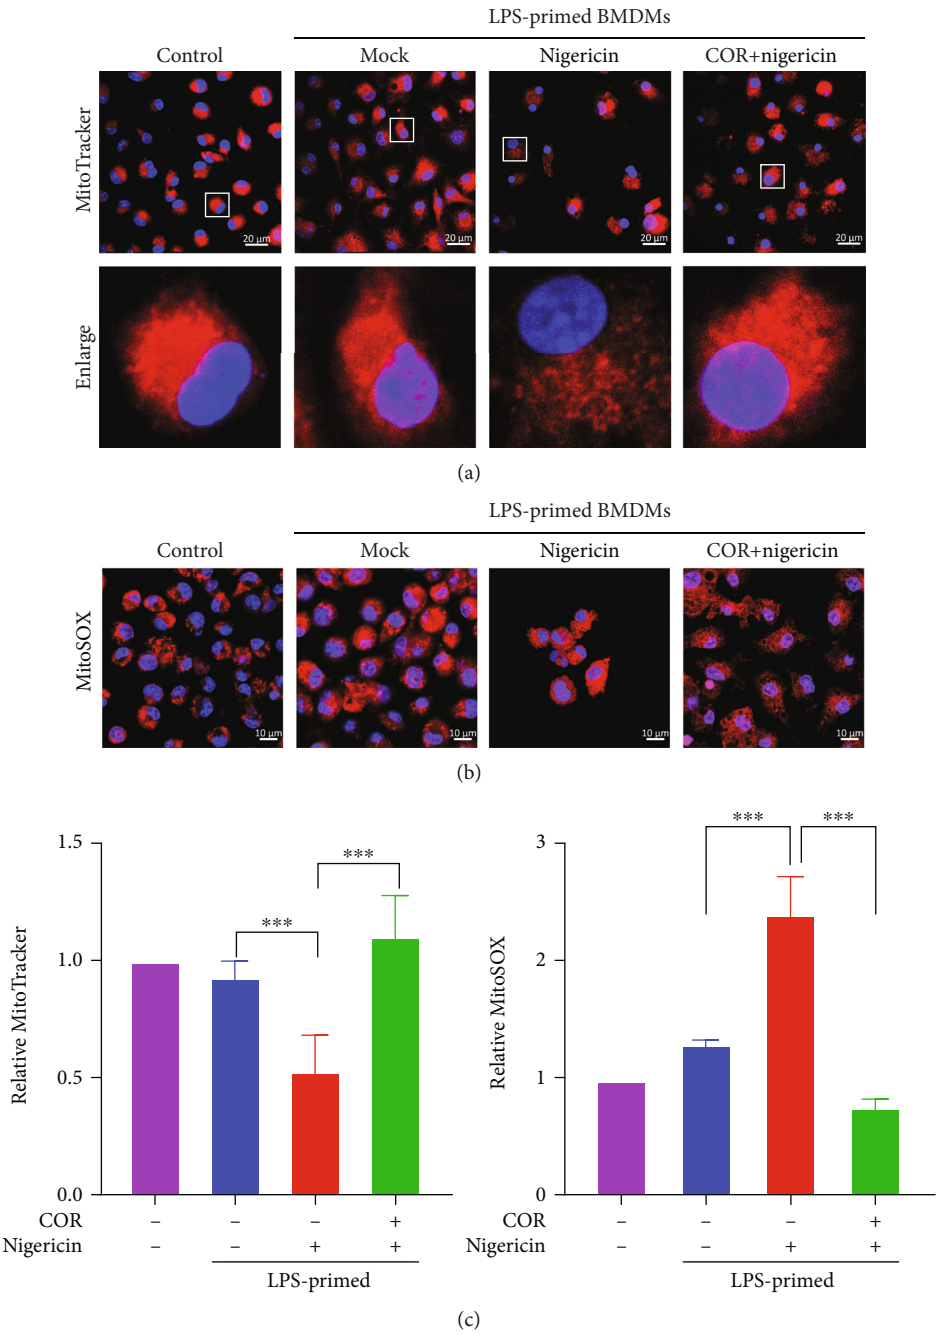 LPS-primed BMDMs
Control Mock Nigericin COR+nigericin
MitoTracker
20 μm 20 μm 20 μm 20 μm
Enlarge
(a)
LPS-primed BMDMs
Control Mock Nigericin COR+nigericin
MitoSOX
10 μm 10 μm 10 μm 10 μm
(b)
Relative MitoTracker
1.5
1.0
0.5
0.0
*** ***
COR – – – +
Nigericin – – + +
LPS-primed
Relative MitoSOX
3
2
1
0
*** ***
COR – – – +
Nigericin – – + +
LPS-primed
(c)